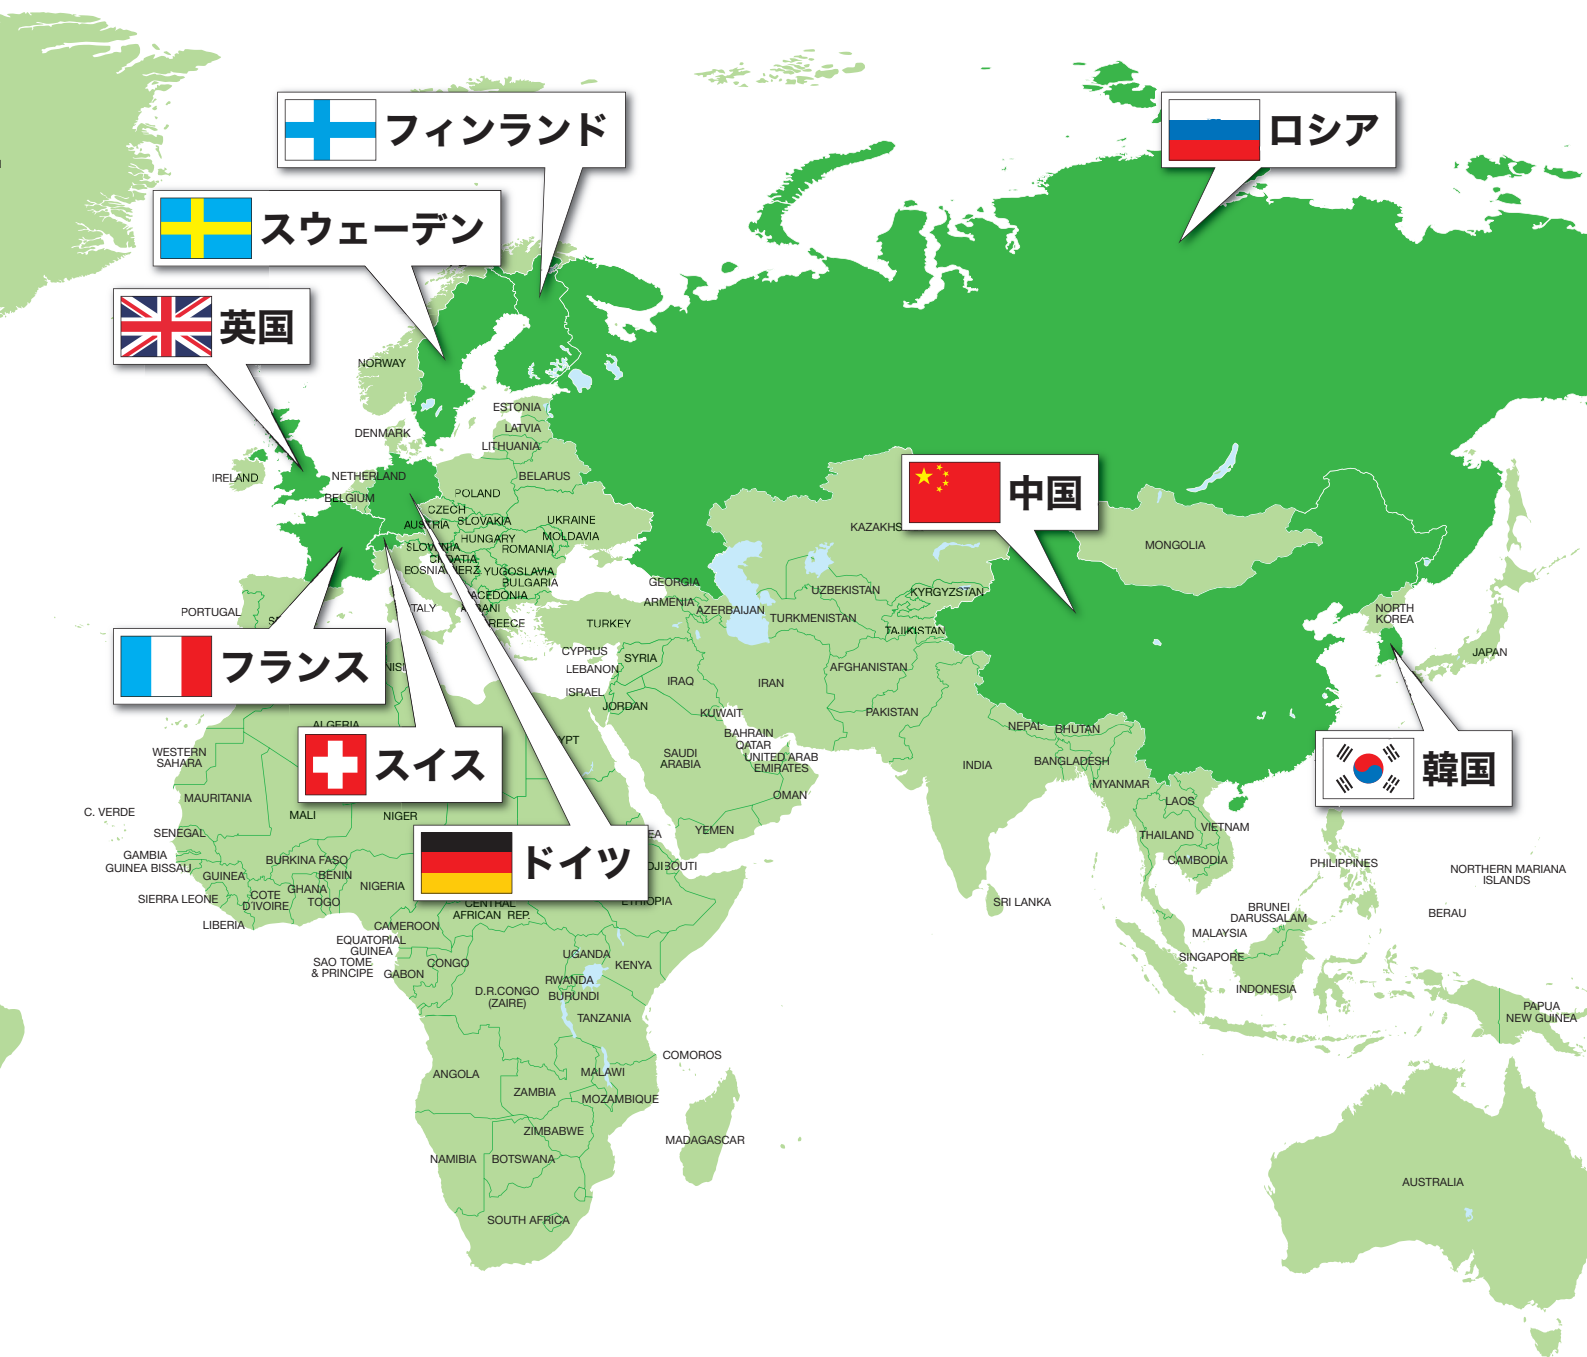 フィンランド
ロシア
スウェーデン
英国
NORWAY
ESTONIA
LATVIA
LITHUANIA
DENMARK
IRELAND
NETHERLAND
BELGIUM
BELARUS
POLAND
中国
CZECH
SLOVAKIA
AUSTRIA
UKRAINE
MOLDAVIA
HUNGARY
ROMANIA
YUGOSLAVIA
BULGARIA
MONGOLIA
GEORGIA
ARMENIA
AZERBAIJAN
UZBEKISTAN
KYRGYZSTAN
TURKMENISTAN
TAJIKISTAN
PORTUGAL
TURKEY
NORTH
KOREA
JAPAN
フランス
CYPRUS
LEBANON
SYRIA
ISRAEL
JORDAN
IRAQ
IRAN
KUWAIT
AFGHANISTAN
PAKISTAN
NEPAL
BHUTAN
ALGERIA
スイス
WESTERN
SAHARA
SAUDI
ARABIA
BAHRAIN
QATAR
UNITED ARAB
EMIRATES
OMAN
INDIA
BANGLADESH
MYANMAR
LAOS
韓国
MAURITANIA
C. VERDE
MALI
NIGER
SENEGAL
YEMEN
THAILAND
VIETNAM
CAMBODIA
ドイツ
GAMBIA
GUINEA BISSAU
BURKINA FASO
BENIN
GUINEA
GHANA
NIGERIA
COTE
D'IVOIRE
TOGO
SIERRA LEONE
LIBERIA
DJIBOUTI
ETHIOPIA
CENTRAL
AFRICAN REP.
SRI LANKA
PHILIPPINES
NORTHERN MARIANA
ISLANDS
BERAU
BRUNEI
DARUSSALAM
MALAYSIA
SINGAPORE
INDONESIA
CAMEROON
EQUATORIAL
GUINEA
SAO TOME
& PRINCIPE
GABON
CONGO
UGANDA
KENYA
RWANDA
BURUNDI
D.R.CONGO
(ZAIRE)
TANZANIA
PAPUA
NEW GUINEA
COMOROS
ANGOLA
MALAWI
ZAMBIA
MOZAMBIQUE
ZIMBABWE
MADAGASCAR
NAMIBIA
BOTSWANA
SOUTH AFRICA
AUSTRALIA